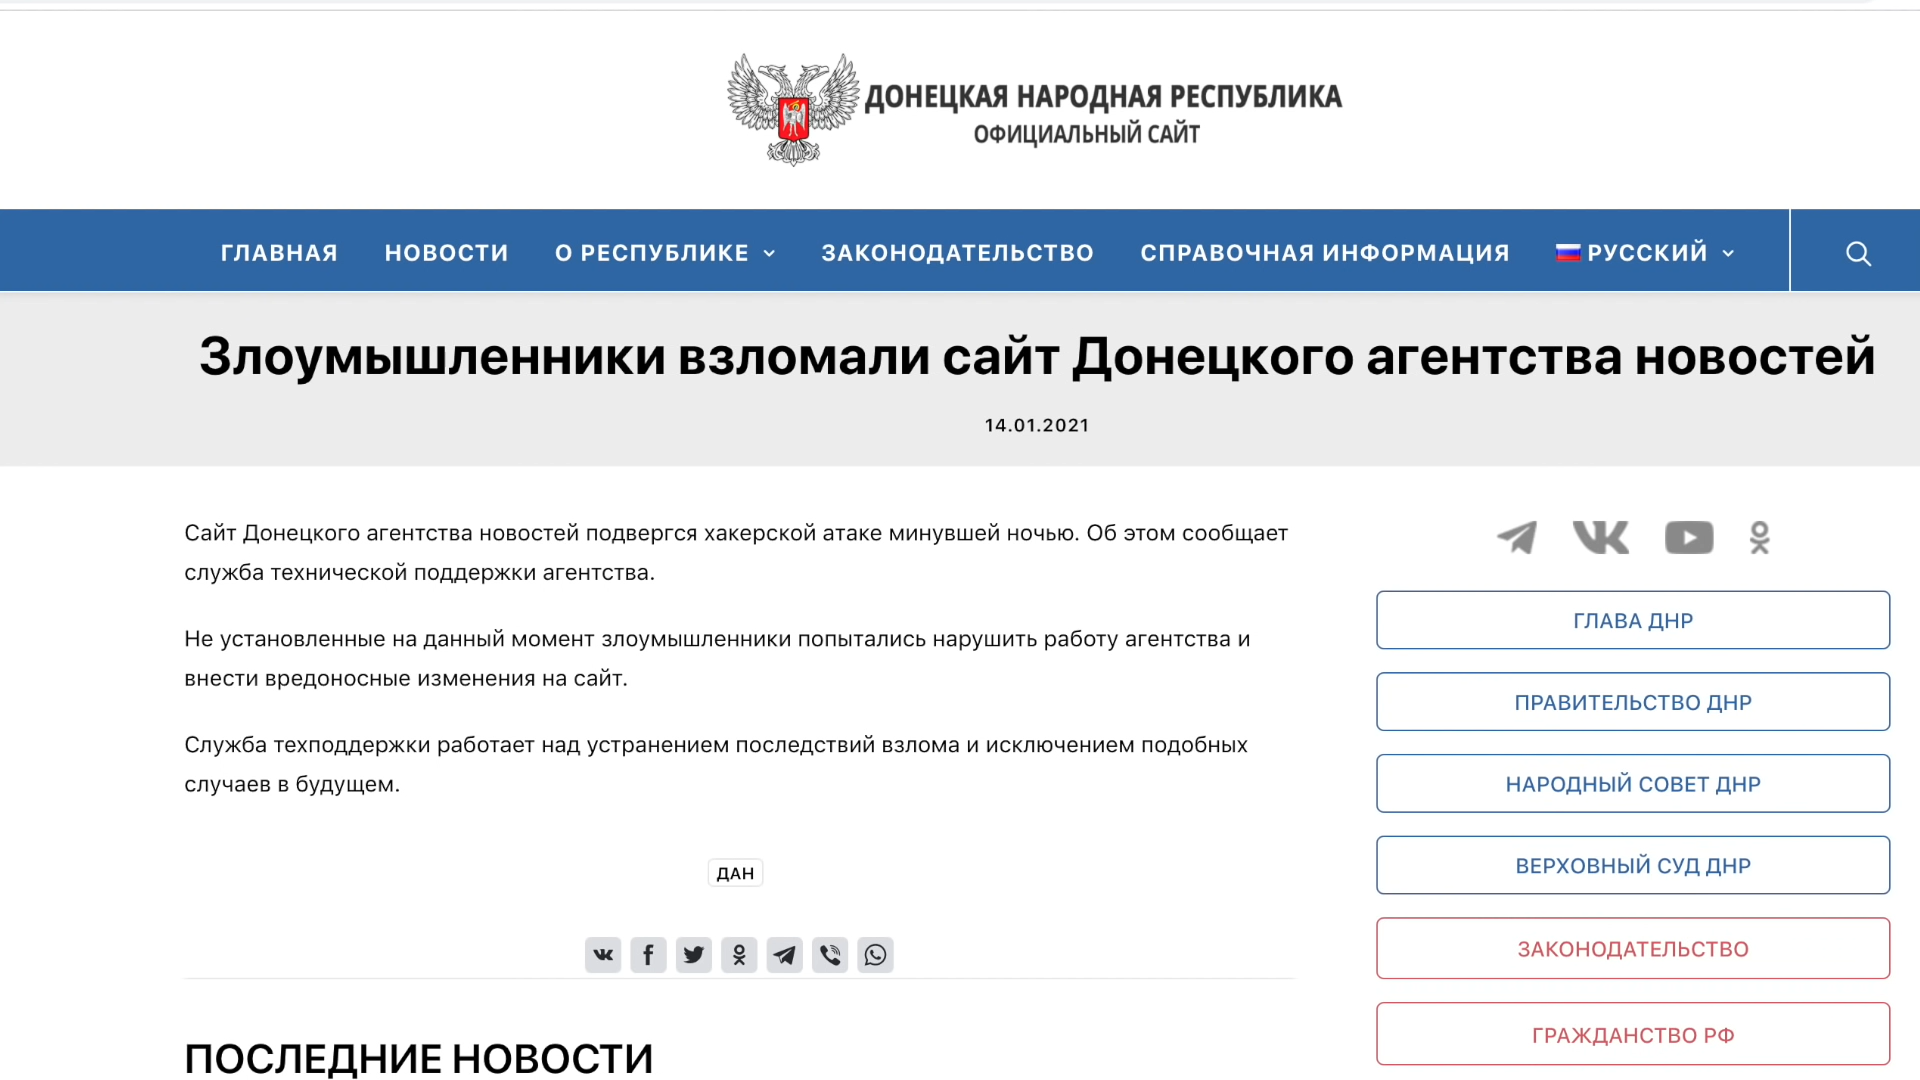 ДОНЕЦКАЯ НАРОДНАЯ РЕСПУБЛИКА
ОФИЦИАЛЬНЫЙ САЙТ
ГЛАВНАЯ НОВОСТИ О РЕСПУБЛИКЕ ЗАКОНОДАТЕЛЬСТВО СПРАВОЧНАЯ ИНФОРМАЦИЯ РУССКИЙ
Злоумышленники взломали сайт Донецкого агентства новостей
14.01.2021
Сайт Донецкого агентства новостей подвергся хакерской атаке минувшей ночью. Об этом сообщает
служба технической поддержки агентства.
Не установленные на данный момент злоумышленники попытались нарушить работу агентства и
внести вредоносные изменения на сайт.
Служба техподдержки работает над устранением последствий взлома и исключением подобных
случаев в будущем.
ДАН
ПОСЛЕДНИЕ НОВОСТИ
ГЛАВА ДНР
ПРАВИТЕЛЬСТВО ДНР
НАРОДНЫЙ СОВЕТ ДНР
ВЕРХОВНЫЙ СУД ДНР
ЗАКОНОДАТЕЛЬСТВО
ГРАЖДАНСТВО РФ